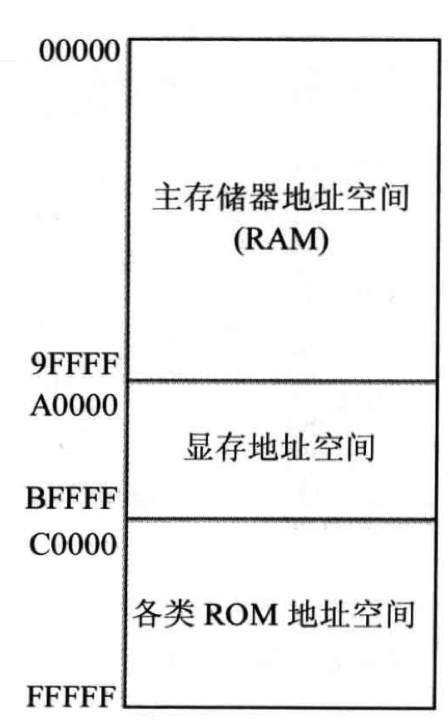 00000
主存储器地址空间
(RAM)
9FFFF
A0000
显存地址空间
BFFFF
C0000
各类 ROM 地址空间
FFFFF